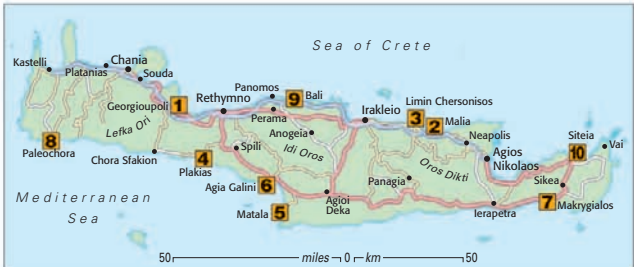 Sea of Crete
Kastelli
Chania
Platanias
Souda
Georgioupoli
1
Lefka Ori
Rethymno
Panomos
9
Bali
Perama
Anogeia
Irakleio
Limin Chersonisos
3
2
Malia
Neapolis
Agios
Nikolaos
Siteia
10
Vai
8
Paleochora
Chora Sfakion
4
Plakias
Spili
Idi Oros
Oros Dikti
Panagia
Sikea
Agia Galini
6
Matala
5
Agioi
Deka
Ierapetra
7
Makrygialos
Mediterranean
Sea
50
miles
0
km
50